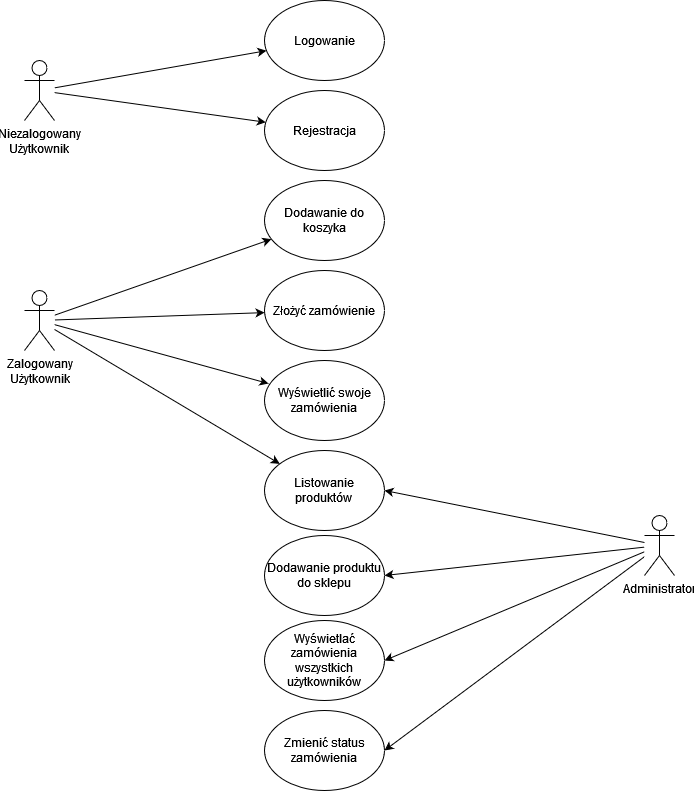 Logowanie
Niezalogowany
Użytkownik
Rejestracja
Dodawanie do
koszyka
Złożyć zamówienie
Zalogowany
Użytkownik
Wyświetlić swoje
zamówienia
Listowanie
produktów
Dodawanie produktu
do sklepu
Administrator
Wyświetlać
zamówienia
wszystkich
użytkowników
Zmienić status
zamówienia